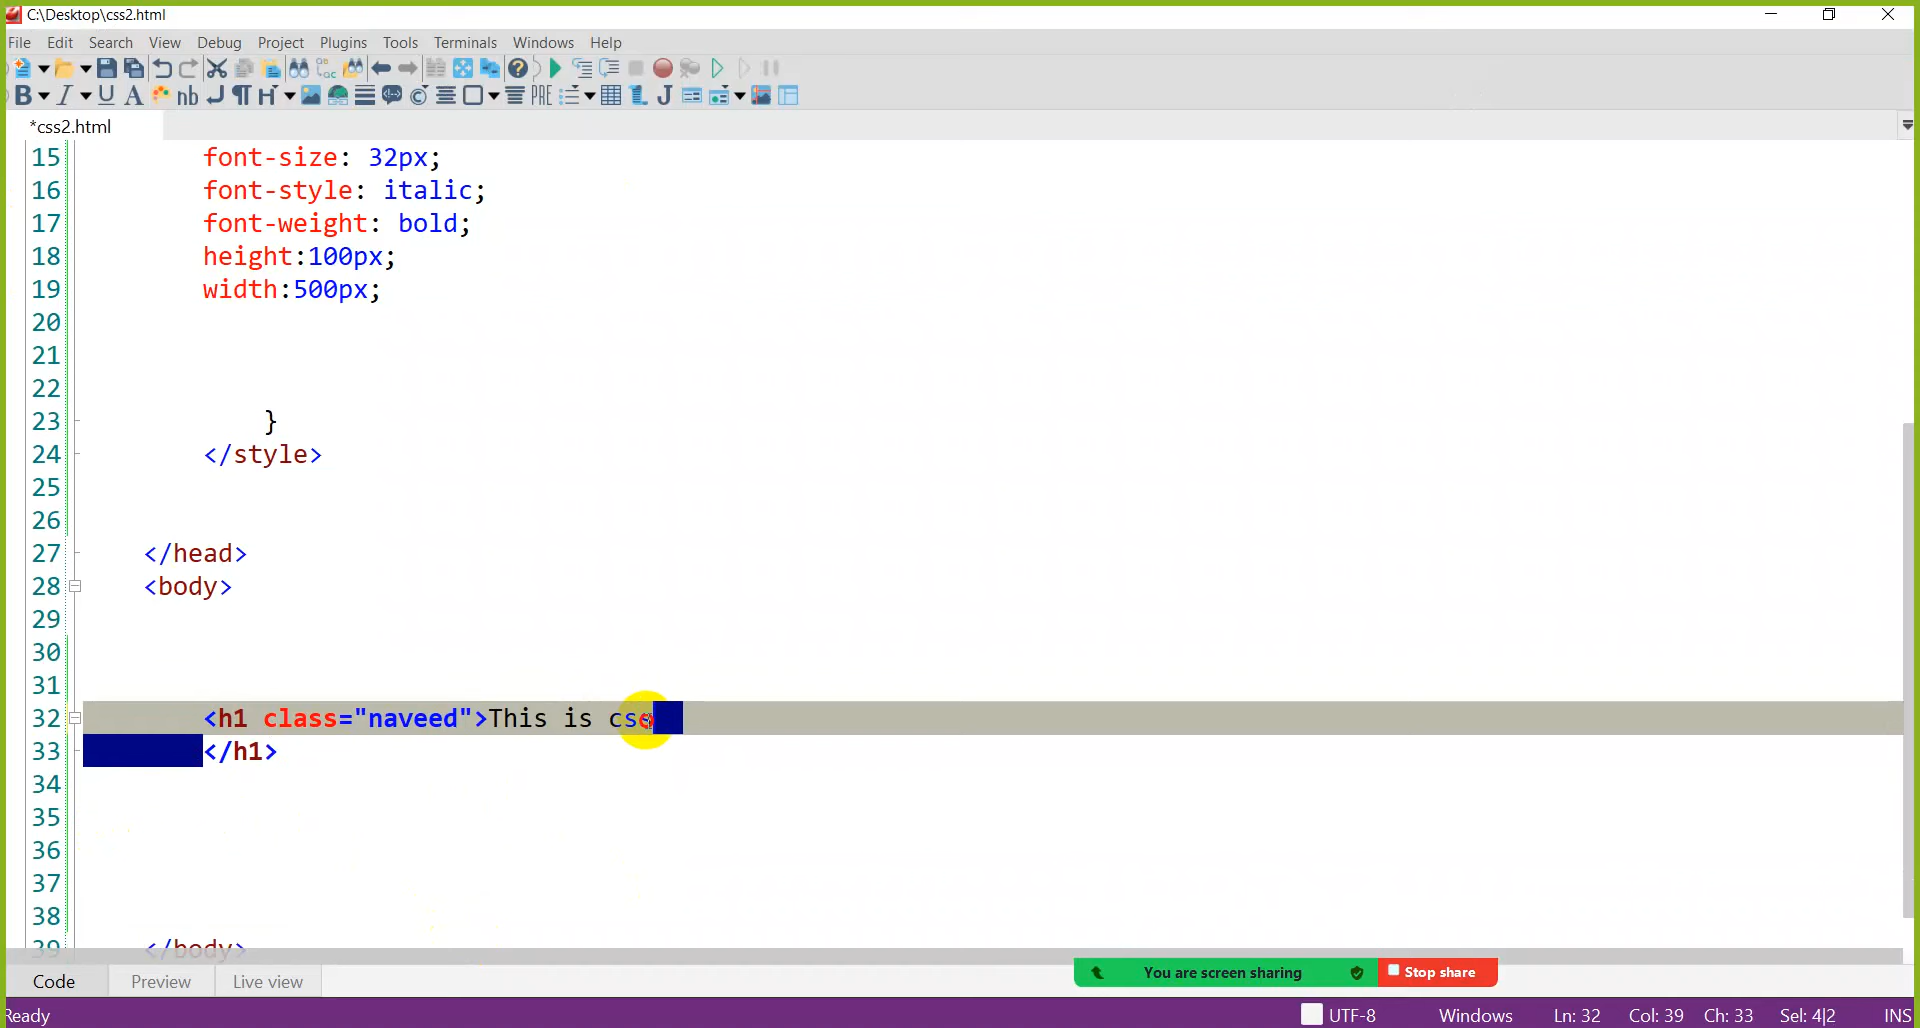 C:\Desktop\css2.html
File Edit Search View Debug Project Plugins Tools Terminals Windows Help
B I U A nb H PRE J
*css2.html
15 font-size: 32px;
16 font-style: italic;
17 font-weight: bold;
18 height:100px;
19 width:500px;
20
21
22
23 }
24 </style>
25
26
27 </head>
28 <body>
29
30
31
32 <h1 class="naveed">This is cs
33 </h1>
34
35
36
37
38
39 </body>
Code Preview Live view
You are screen sharing Stop share
Ready UTF-8 Windows Ln: 32 Col: 39 Ch: 33 Sel: 4|2 INS